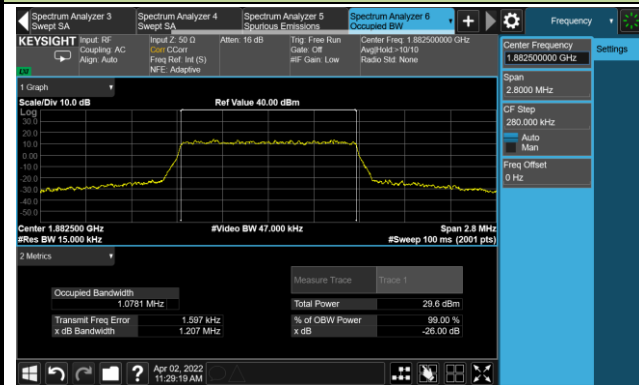 Spectrum Analyzer 3
Swept SA
Spectrum Analyzer 4
Swept SA
Spectrum Analyzer 5
Spurious Emissions
Spectrum Analyzer 6
Occupied BW
Frequency
KEYSIGHT
Input: RF
Coupling: AC
Align: Auto
Input Z: 50 Ω
Corr CCorr
Freq Ref: Int (S)
NFE: Adaptive
Atten: 16 dB
Trig: Free Run
Gate: Off
#IF Gain: Low
Center Freq: 1.882500000 GHz
Avg|Hold:>10/10
Radio Std: None
Center Frequency
1.882500000 GHz
Settings
Span
2.8000 MHz
CF Step
280.000 kHz
Auto
Man
Freq Offset
0 Hz
1 Graph
Scale/Div 10.0 dB
Ref Value 40.00 dBm
Log
30.0
20.0
10.0
0.00
-10.0
-20.0
-30.0
-40.0
-50.0
Center 1.882500 GHz
#Video BW 47.000 kHz
Span 2.8 MHz
#Res BW 15.000 kHz
#Sweep 100 ms (2001 pts)
2 Metrics
Measure Trace
Trace 1
Occupied Bandwidth
1.0781 MHz
Total Power
29.6 dBm
Transmit Freq Error
1.597 kHz
% of OBW Power
99.00 %
x dB Bandwidth
1.207 MHz
x dB
-26.00 dB
?
Apr 02, 2022
11:29:19 AM